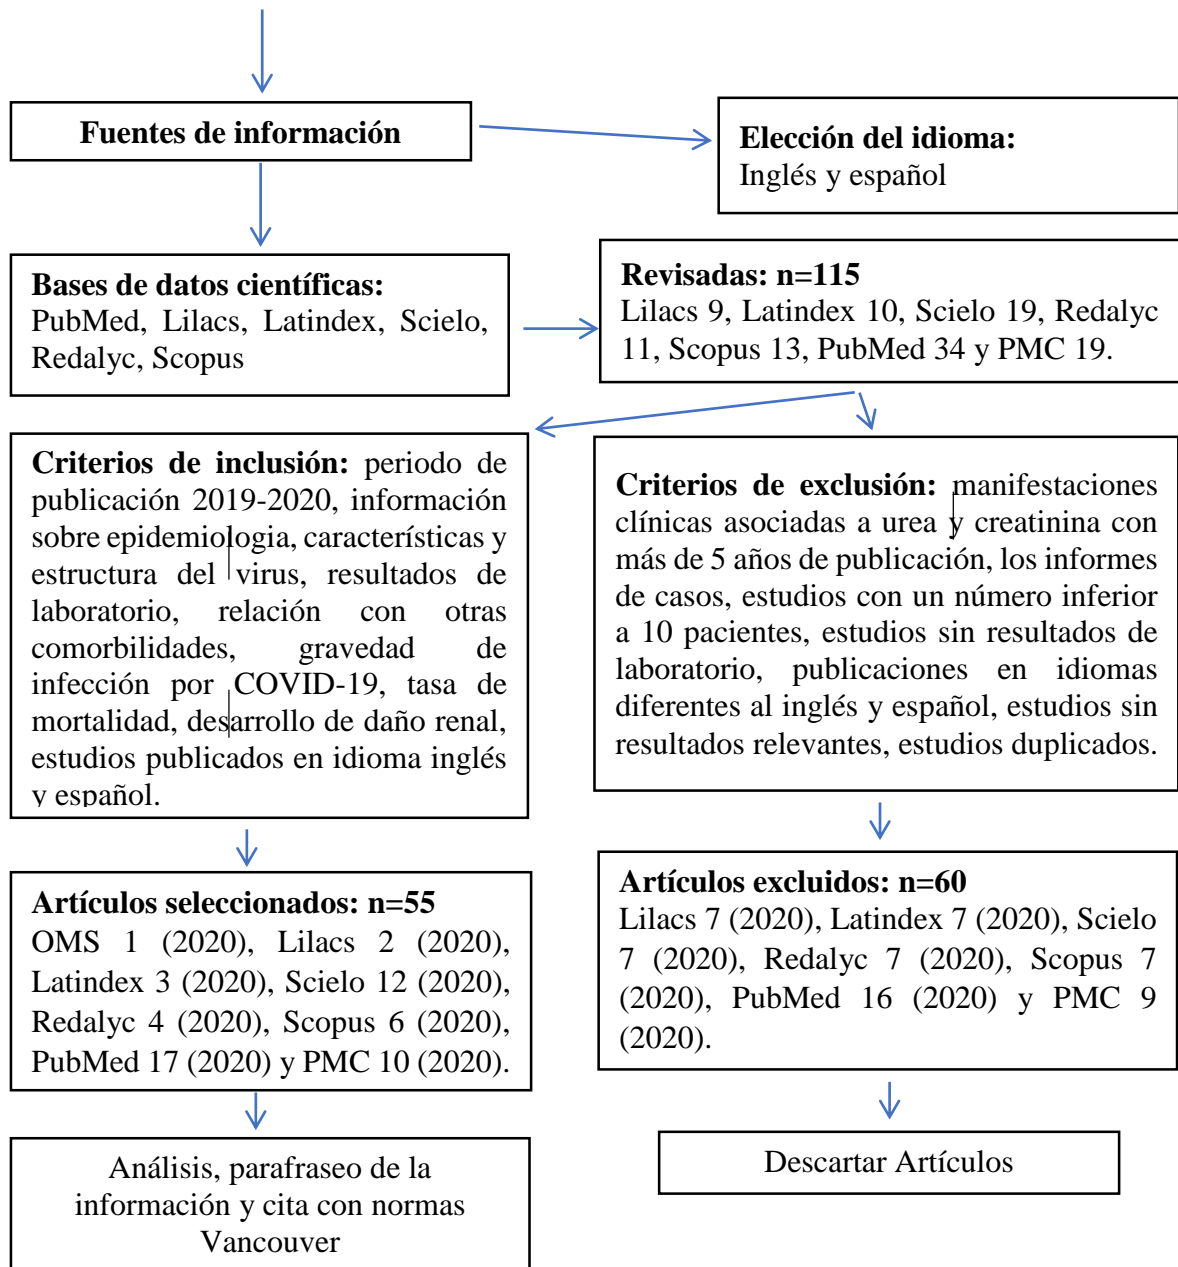 Fuentes de información
Elección del idioma:
Inglés y español
Bases de datos científicas:
PubMed, Lilacs, Latindex, Scielo,
Redalyc, Scopus
Revisadas: n=115
Lilacs 9, Latindex 10, Scielo 19, Redalyc
11, Scopus 13, PubMed 34 y PMC 19.
Criterios de inclusión: periodo de
publicación 2019-2020, información
sobre epidemiologia, características y
estructura del virus, resultados de
laboratorio, relación con otras
comorbilidades, gravedad de
infección por COVID-19, tasa de
mortalidad, desarrollo de daño renal,
estudios publicados en idioma inglés
y español.
Criterios de exclusión: manifestaciones
clínicas asociadas a urea y creatinina con
más de 5 años de publicación, los informes
de casos, estudios con un número inferior
a 10 pacientes, estudios sin resultados de
laboratorio, publicaciones en idiomas
diferentes al inglés y español, estudios sin
resultados relevantes, estudios duplicados.
Artículos seleccionados: n=55
OMS 1 (2020), Lilacs 2 (2020),
Latindex 3 (2020), Scielo 12 (2020),
Redalyc 4 (2020), Scopus 6 (2020),
PubMed 17 (2020) y PMC 10 (2020).
Artículos excluidos: n=60
Lilacs 7 (2020), Latindex 7 (2020), Scielo
7 (2020), Redalyc 7 (2020), Scopus 7
(2020), PubMed 16 (2020) y PMC 9
(2020).
Análisis, parafraseo de la
información y cita con normas
Vancouver
Descartar Artículos